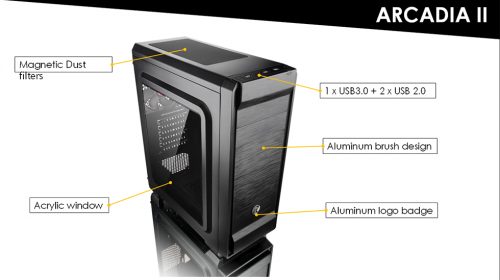 ARCADIA II
Magnetic Dust
filters
1 x USB3.0 + 2 x USB 2.0
Aluminum brush design
Acrylic window
Aluminum logo badge